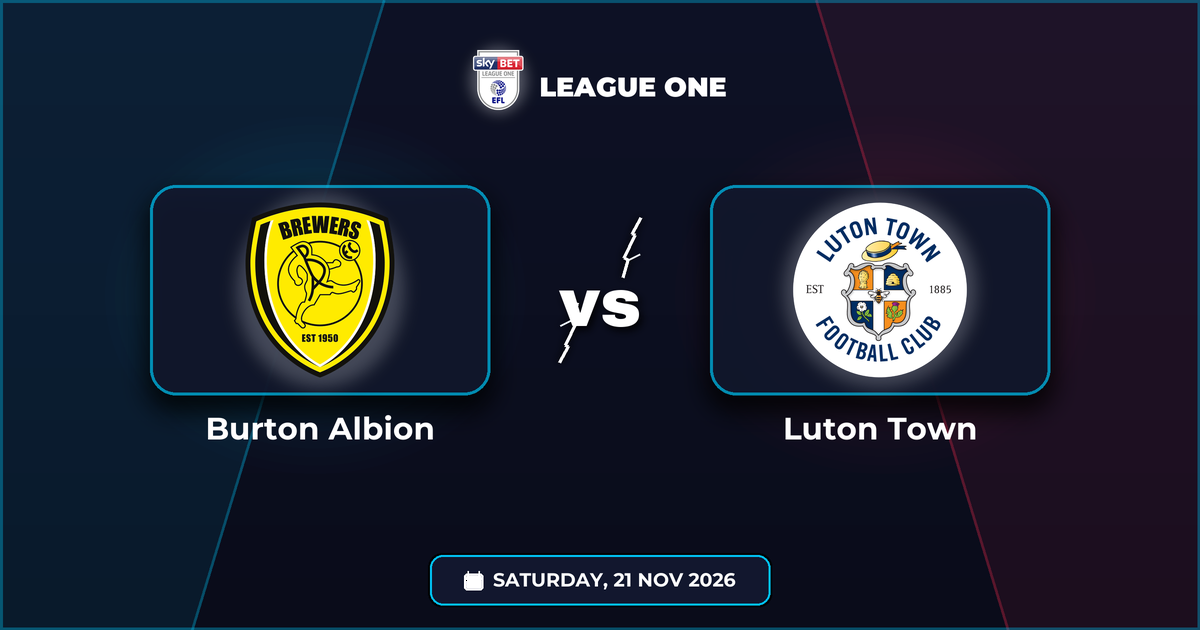 sky BET
LEAGUE ONE
EFL
LEAGUE ONE
BREWERS
EST 1950
LUTON TOWN
EST 1885
FOOTBALL CLUB
vs
Burton Albion
Luton Town
SATURDAY, 21 NOV 2026